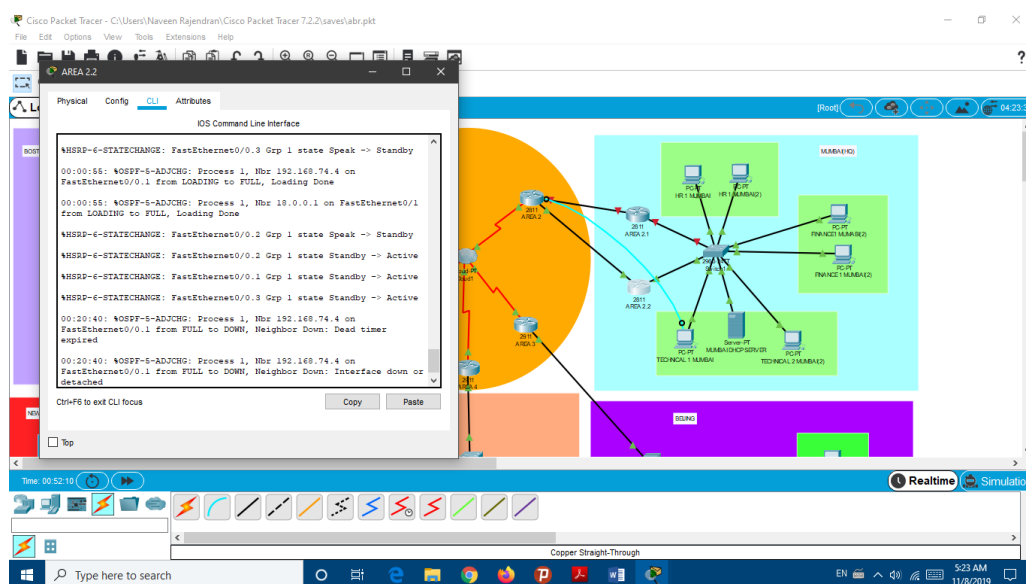 Cisco Packet Tracer - C:\Users\Naveen Rajendran\Cisco Packet Tracer 7.2.2\saves\abr.pkt
File Edit Options View Tools Extensions Help
?
AREA 2.2
Physical Config CLI Attributes
IOS Command Line Interface
%HSRP-6-STATECHANGE: FastEthernet0/0.3 Grp 1 state Speak -> Standby
00:00:55: %OSPF-5-ADJCHG: Process 1, Nbr 192.168.74.4 on
FastEthernet0/0.1 from LOADING to FULL, Loading Done
00:00:55: %OSPF-5-ADJCHG: Process 1, Nbr 18.0.0.1 on FastEthernet0/1
from LOADING to FULL, Loading Done
%HSRP-6-STATECHANGE: FastEthernet0/0.2 Grp 1 state Speak -> Standby
%HSRP-6-STATECHANGE: FastEthernet0/0.2 Grp 1 state Standby -> Active
%HSRP-6-STATECHANGE: FastEthernet0/0.1 Grp 1 state Standby -> Active
%HSRP-6-STATECHANGE: FastEthernet0/0.3 Grp 1 state Standby -> Active
00:20:40: %OSPF-5-ADJCHG: Process 1, Nbr 192.168.74.4 on
FastEthernet0/0.1 from FULL to DOWN, Neighbor Down: Dead timer
expired
00:20:40: %OSPF-5-ADJCHG: Process 1, Nbr 192.168.74.4 on
FastEthernet0/0.1 from FULL to DOWN, Neighbor Down: Interface down or
detached
Ctrl+F6 to exit CLI focus
Copy Paste
Top
[Root]
04:23:3
BOST
MUMBAI(HQ)
PC-PT
HR 1 MUMBAI
PC-PT
HR 1 MUMBAI(2)
2811
AREA 2
2811
AREA 2.1
PC-PT
FINANCE1 MUMABI(2)
PC-PT
FINANCE1 MUMBAI(2)
2811
AREA 2.2
2911
AREA 3
PC-PT
TECHNICAL 1 MUMBAI
Server-PT
MUMBAI DHCP SERVER
PC-PT
TECHNICAL 2 MUMBAI(2)
AREA 4
NEW
BEIJING
Time: 00:52:10
Realtime
Simulatio
Copper Straight-Through
Type here to search
EN
5:23 AM
11/8/2019